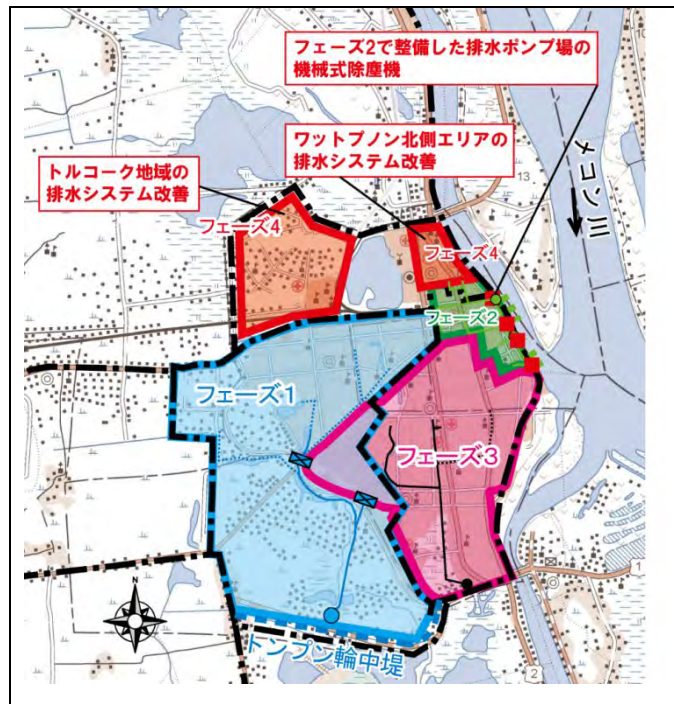 フェーズ2で整備した排水ポンプ場の
機械式除塵機
ワットプノン北側エリアの
排水システム改善
トルコーク地域の
排水システム改善
メコン川
13
フェーズ4
フェーズ4
フェーズ2
フェーズ1
フェーズ3
N
トンプン輪中堤
1
2